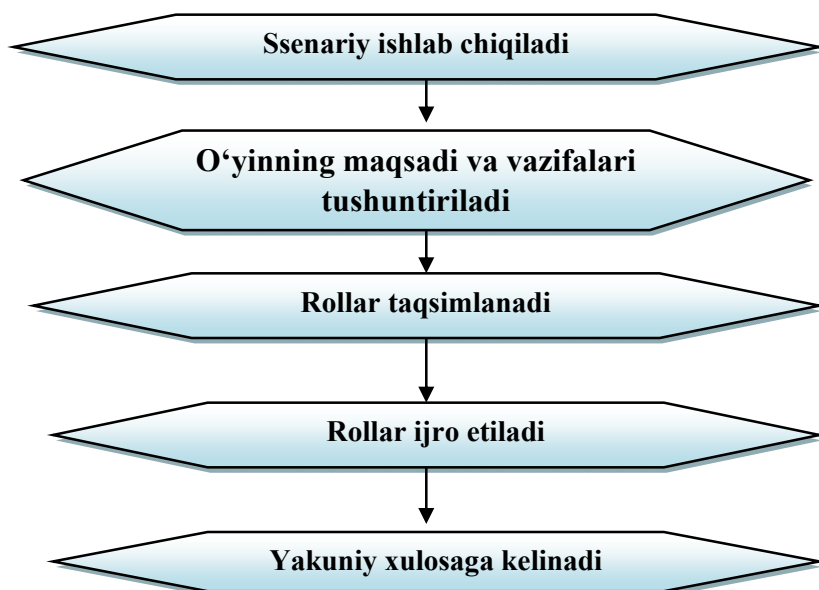 Ssenariy ishlab chiqiladi
O‘yinning maqsadi va vazifalari
tushuntiriladi
Rollar taqsimlanadi
Rollar ijro etiladi
Yakuniy xulosaga kelinadi